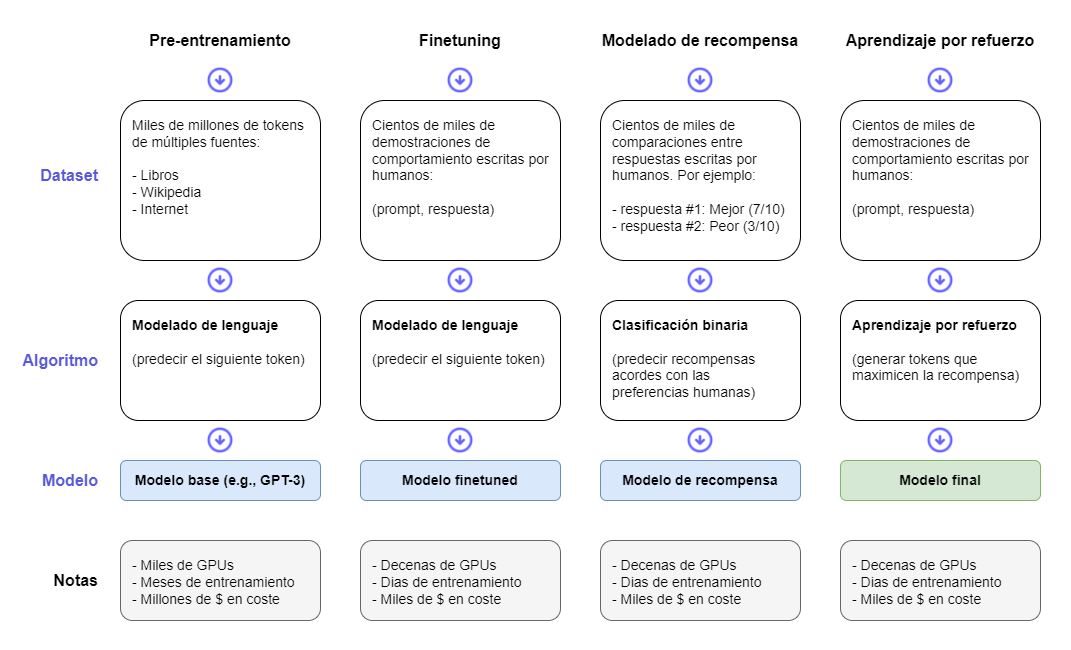 Pre-entrenamiento
Finetuning
Modelado de recompensa
Aprendizaje por refuerzo
Dataset
Miles de millones de tokens
de múltiples fuentes:
- Libros
- Wikipedia
- Internet
Cientos de miles de
demostraciones de
comportamiento escritas por
humanos:
(prompt, respuesta)
Cientos de miles de
comparaciones entre
respuestas escritas por
humanos. Por ejemplo:
- respuesta #1: Mejor (7/10)
- respuesta #2: Peor (3/10)
Cientos de miles de
demostraciones de
comportamiento escritas por
humanos:
(prompt, respuesta)
Algoritmo
Modelado de lenguaje
(predecir el siguiente token)
Modelado de lenguaje
(predecir el siguiente token)
Clasificación binaria
(predecir recompensas
acordes con las
preferencias humanas)
Aprendizaje por refuerzo
(generar tokens que
maximicen la recompensa)
Modelo
Modelo base (e.g., GPT-3)
Modelo finetuned
Modelo de recompensa
Modelo final
Notas
- Miles de GPUs
- Meses de entrenamiento
- Millones de $ en coste
- Decenas de GPUs
- Dias de entrenamiento
- Miles de $ en coste
- Decenas de GPUs
- Dias de entrenamiento
- Miles de $ en coste
- Decenas de GPUs
- Dias de entrenamiento
- Miles de $ en coste